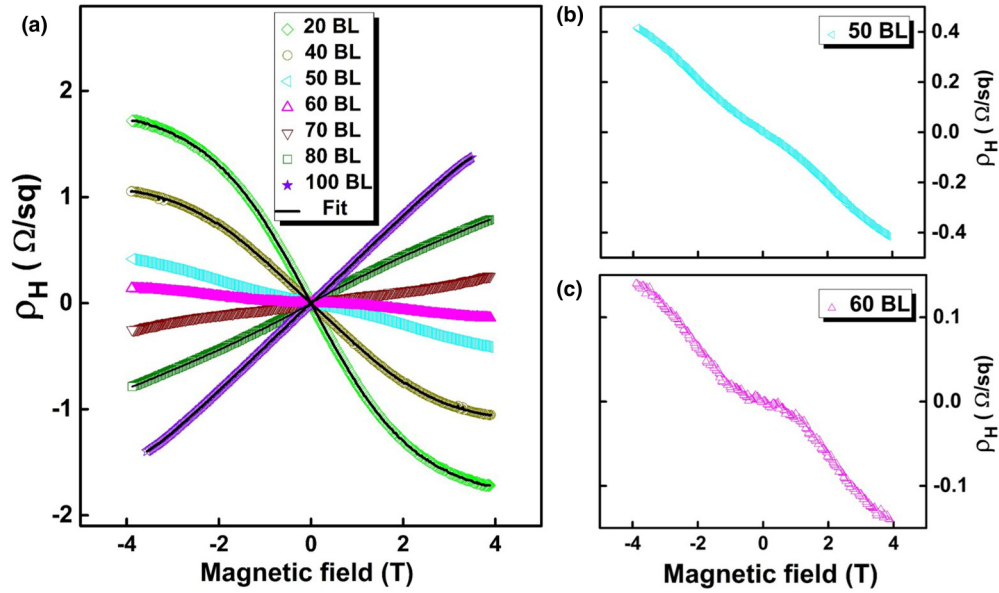 (a)
20 BL
40 BL
50 BL
60 BL
70 BL
80 BL
100 BL
Fit
2
1
0
-1
-2
ρH ( Ω/sq)
-4 -2 0 2 4
Magnetic field (T)
(b)
50 BL
0.4
0.2
0.0
-0.2
-0.4
ρH ( Ω/sq)
(c)
60 BL
0.1
0.0
-0.1
ρH ( Ω/sq)
-4 -2 0 2 4
Magnetic field (T)